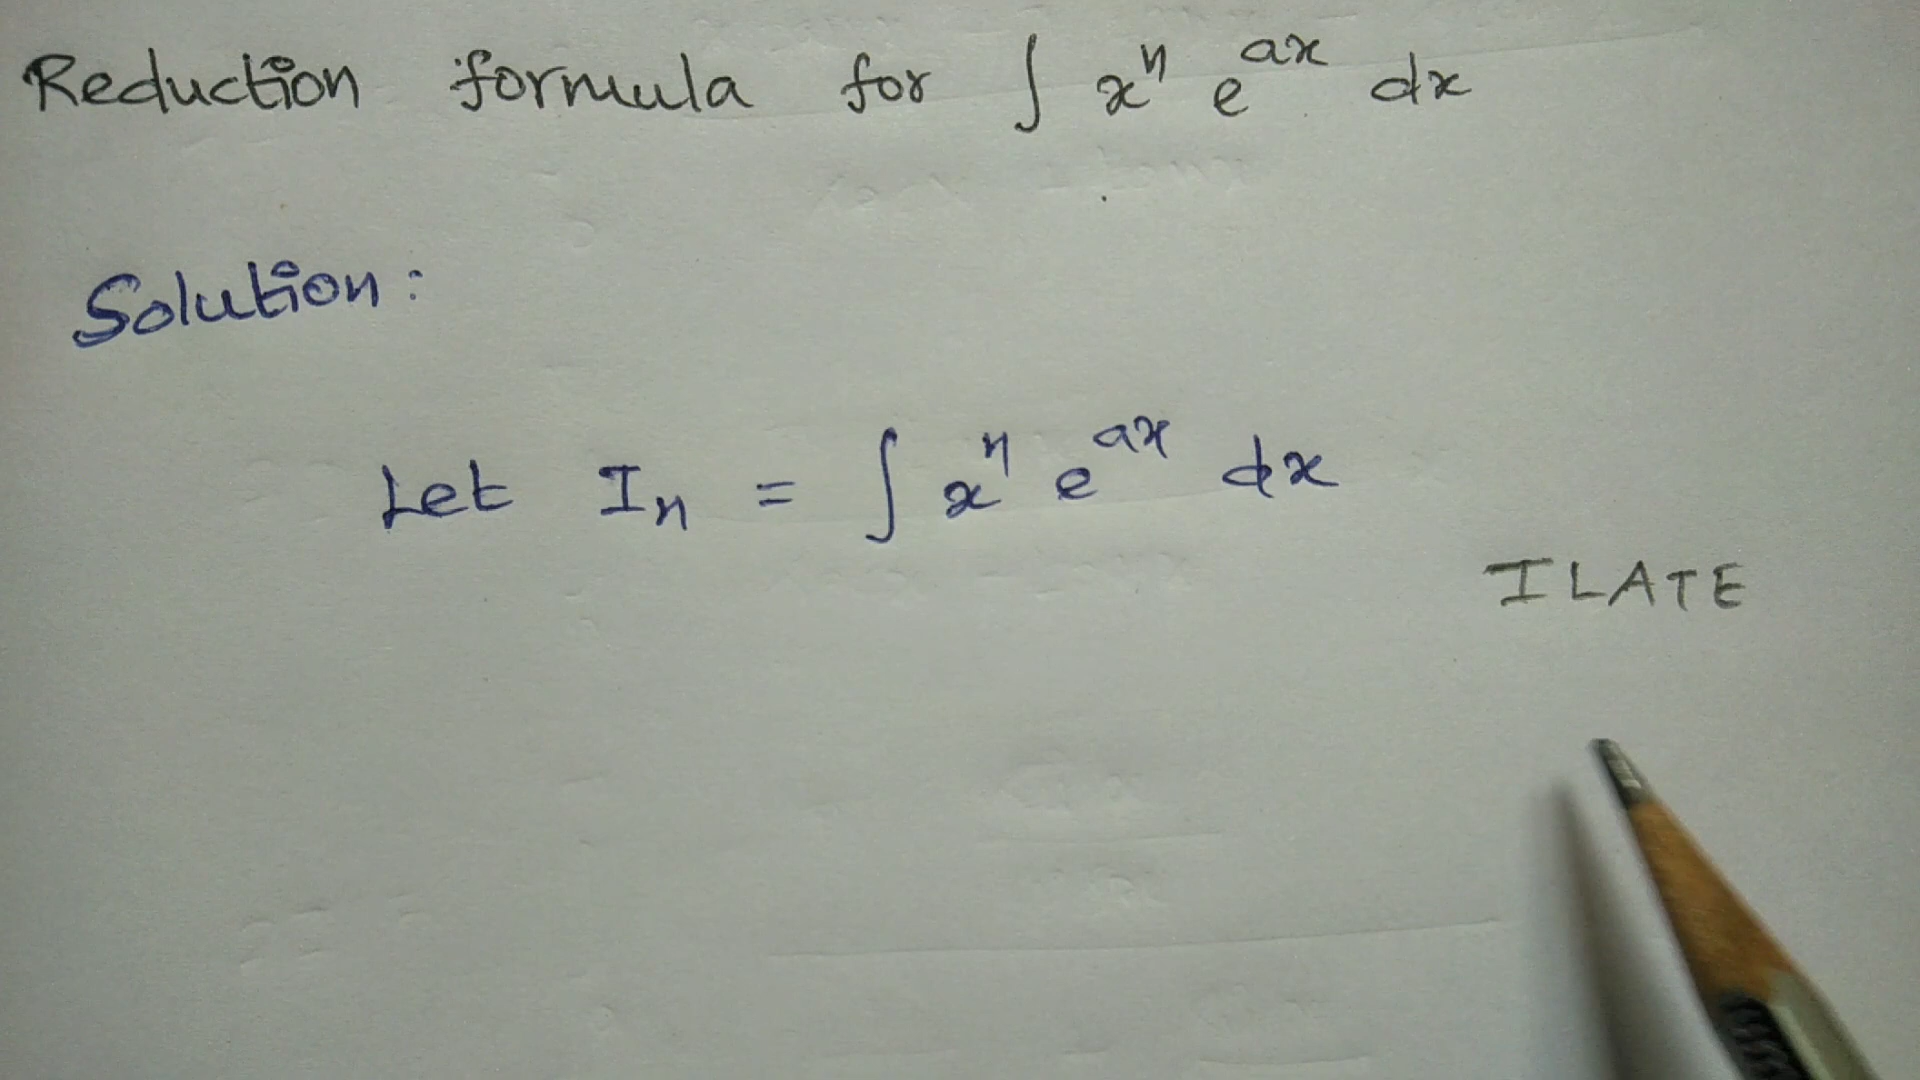 Reduction formula for ∫ xⁿ eᵃˣ dx
Solution:
Let Iₙ = ∫ xⁿ eᵃˣ dx
ILATE